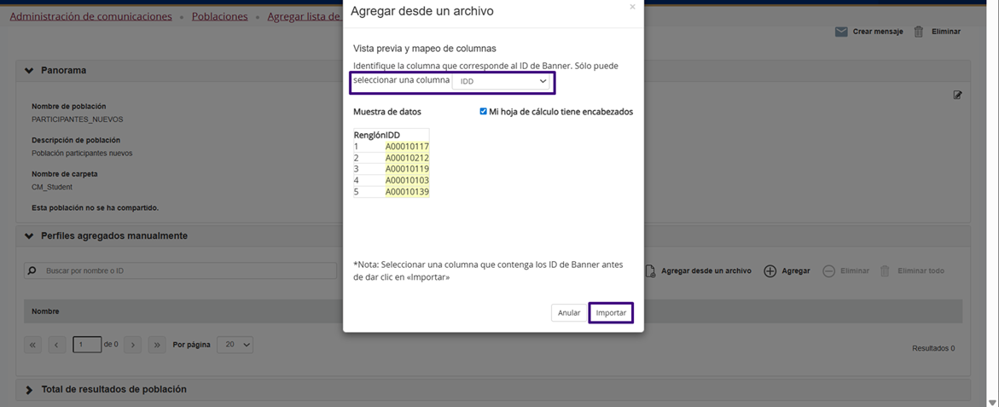 Administración de comunicaciones • Poblaciones • Agregar lista de
Crear mensaje Eliminar
Panorama
Nombre de población
PARTICIPANTES_NUEVOS
Descripción de población
Población participantes nuevos
Nombre de carpeta
CM_Student
Esta población no se ha compartido.
Perfiles agregados manualmente
Buscar por nombre o ID
Agregar desde un archivo Agregar Eliminar Eliminar todo
Nombre
« ‹ 1 de 0 › » Por página 20
Resultados 0
Total de resultados de población
Agregar desde un archivo ×
Vista previa y mapeo de columnas
Identifique la columna que corresponde al ID de Banner. Sólo puede
seleccionar una columna IDD
Muestra de datos Mi hoja de cálculo tiene encabezados
RenglónIDD
1 A00010117
2 A00010212
3 A00010119
4 A00010103
5 A00010139
*Nota: Seleccionar una columna que contenga los ID de Banner antes
de dar clic en «Importar»
Anular Importar